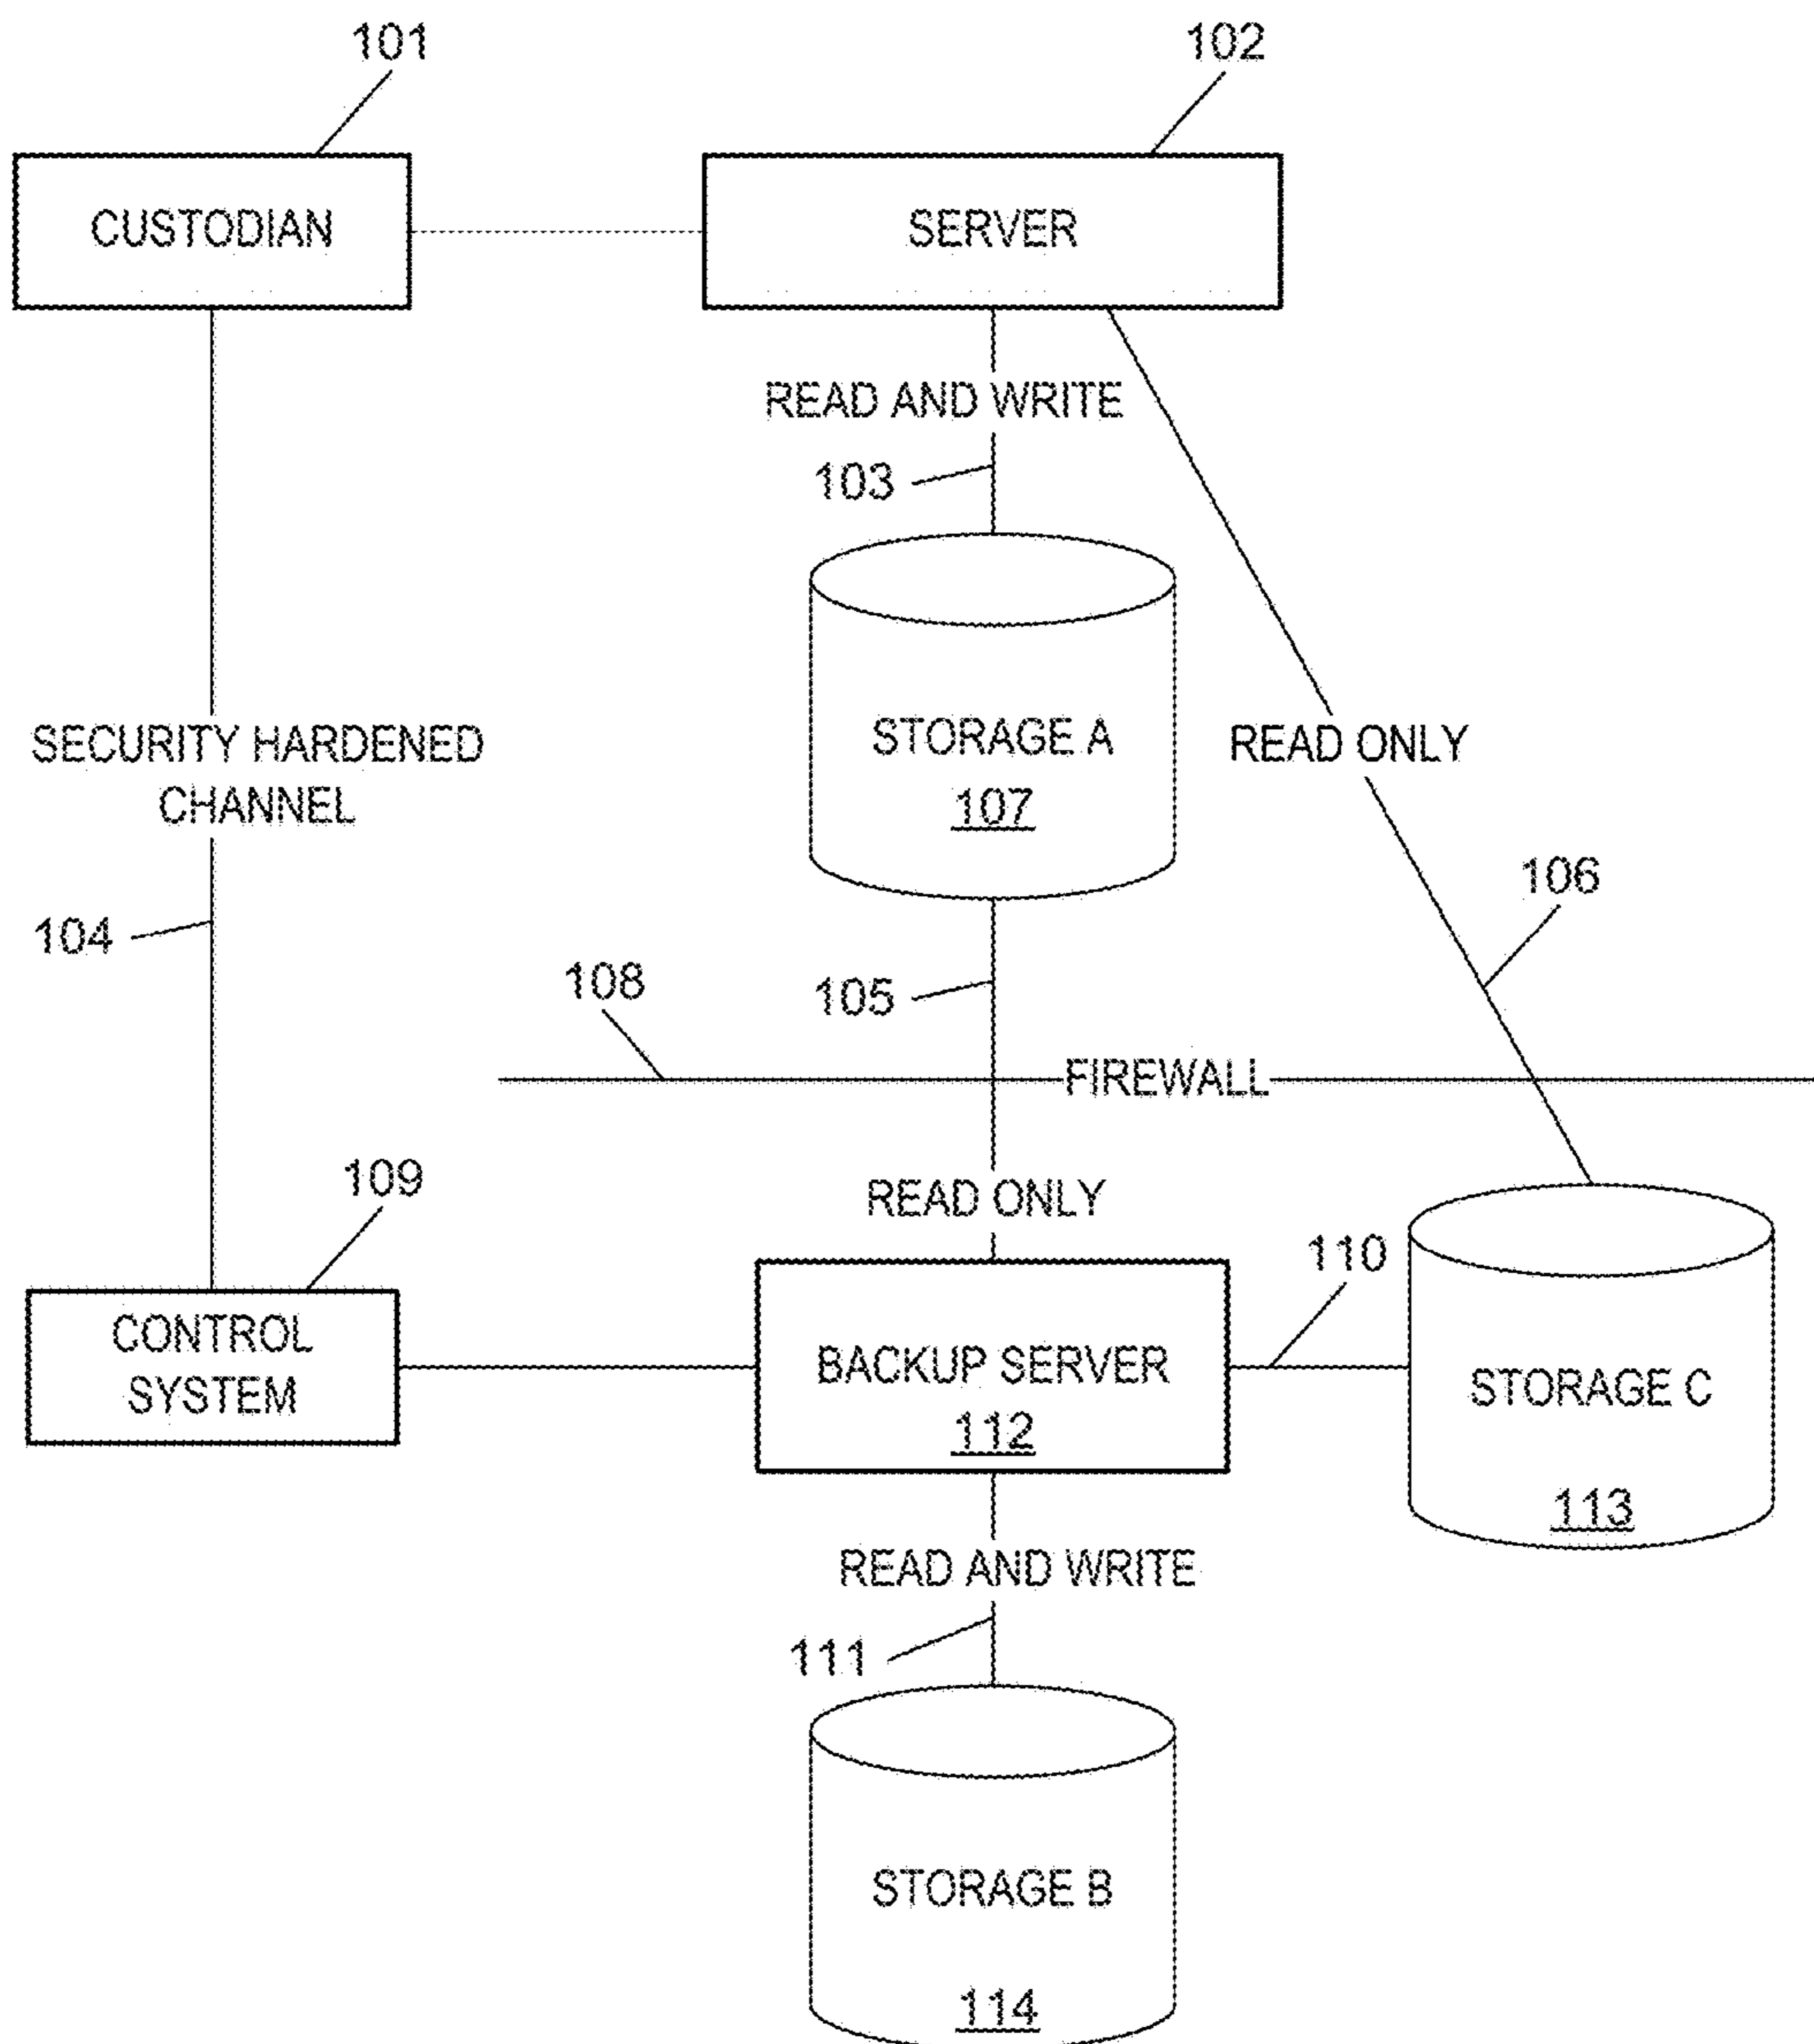 101
102
CUSTODIAN
SERVER
READ AND WRITE
103
SECURITY HARDENED
CHANNEL
STORAGE A
107
READ ONLY
106
104
108
105
FIREWALL
109
READ ONLY
110
CONTROL
SYSTEM
BACKUP SERVER
112
STORAGE C
113
READ AND WRITE
111
STORAGE B
114